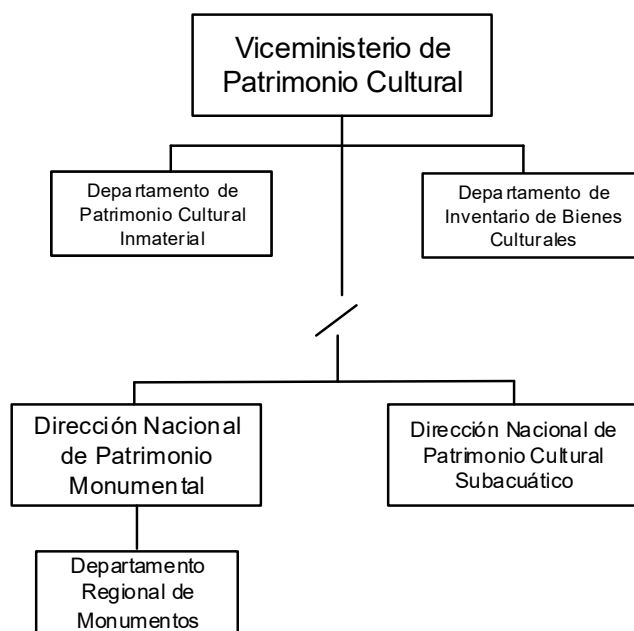 Viceministerio de
Patrimonio Cultural
Departamento de
Patrimonio Cultural
Inmaterial
Departamento de
Inventario de Bienes
Culturales
Dirección Nacional
de Patrimonio
Monumental
Dirección Nacional de
Patrimonio Cultural
Subacuático
Departamento
Regional de
Monumentos